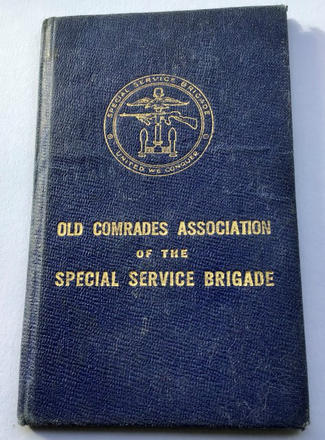 SPECIAL SERVICE BRIGADE
UNITED WE CONQUER
OLD COMRADES ASSOCIATION
OF THE
SPECIAL SERVICE BRIGADE